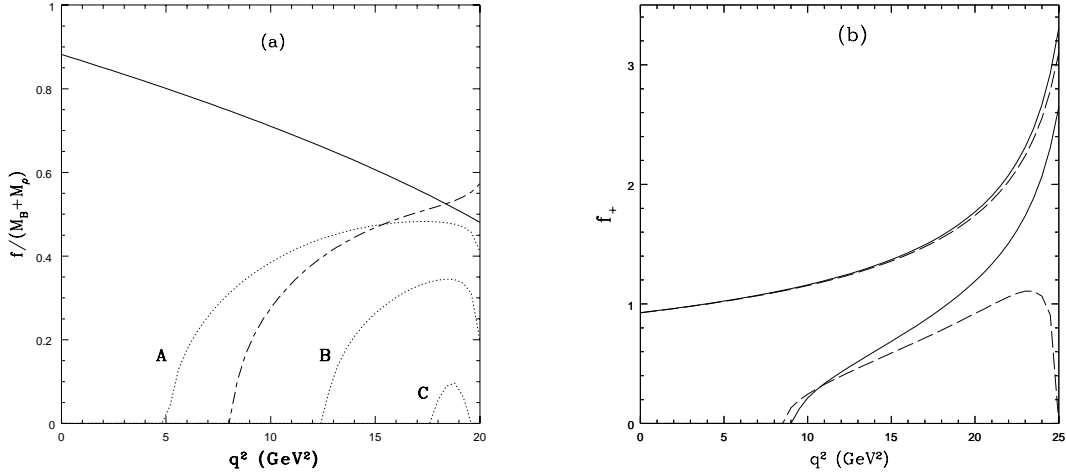 (a)
1
0.8
0.6
0.4
0.2
0
f/(M_B+M_ρ)
A
B
C
0 5 10 15 20
q² (GeV²)
(b)
3
2
1
0
f_+
0 5 10 15 20 25
q² (GeV²)